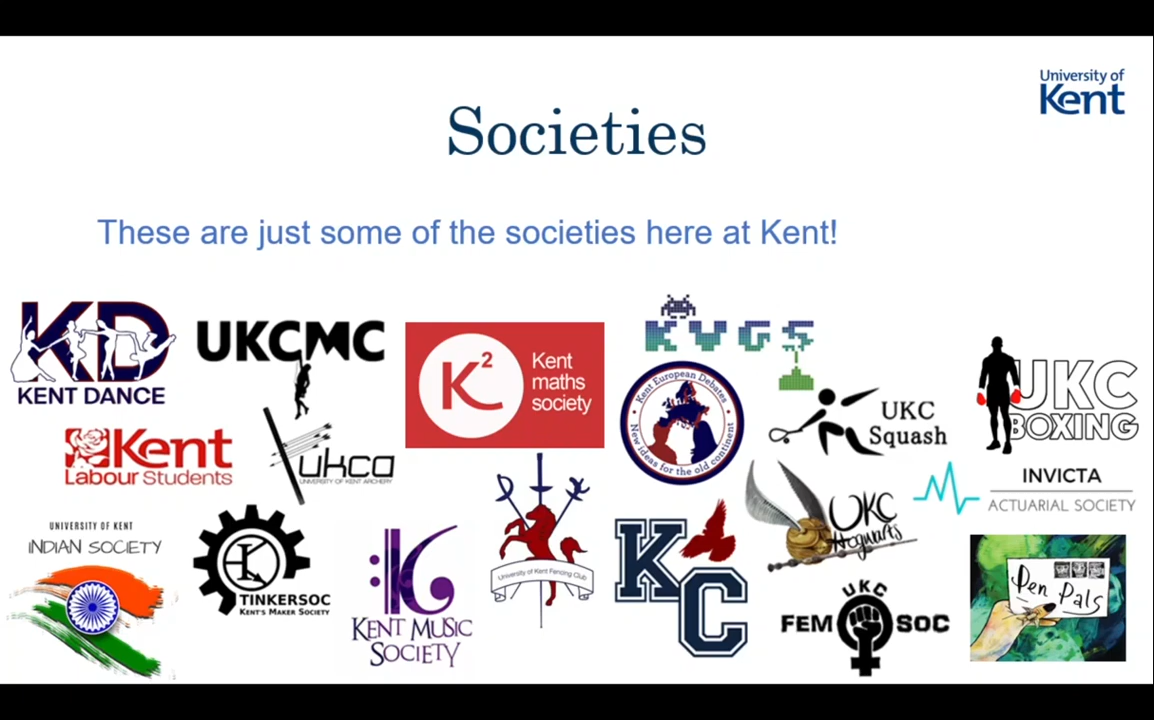 University of
Kent
Societies
These are just some of the societies here at Kent!
KD
KENT DANCE
UKCMC
K²
Kent
maths
society
KVGS
Kent European Debates
New ideas for the old continent
UKC
Squash
UKC
BOXING
Kent
Labour Students
ukca
UNIVERSITY OF KENT ARCHERY
INVICTA
ACTUARIAL SOCIETY
UNIVERSITY OF KENT
INDIAN SOCIETY
TINKERSOC
KENT'S MAKER SOCIETY
KENT MUSIC
SOCIETY
University of Kent Fencing Club
KC
UKC
Hogwarts
UKC
FEM SOC
Pen Pals